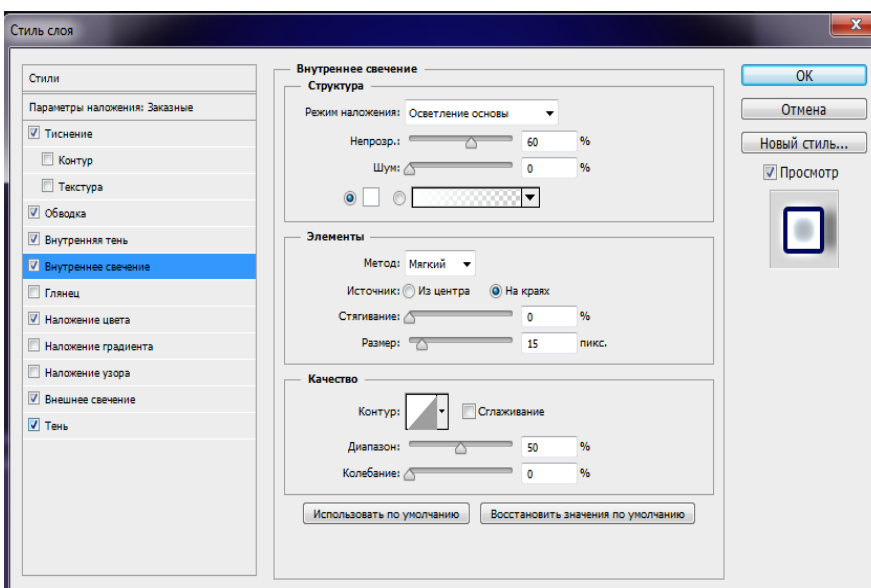 Стиль слоя
x
Стили
Параметры наложения: Заказные
Тиснение
Контур
Текстура
Обводка
Внутренняя тень
Внутреннее свечение
Глянец
Наложение цвета
Наложение градиента
Наложение узора
Внешнее свечение
Тень
Внутреннее свечение
Структура
Режим наложения: Осветление основы
Непрозр.: 60 %
Шум: 0 %
Элементы
Метод: Мягкий
Источник: Из центра На краях
Стягивание: 0 %
Размер: 15 пикс.
Качество
Контур: Сглаживание
Диапазон: 50 %
Колебание: 0 %
Использовать по умолчанию Восстановить значения по умолчанию
OK
Отмена
Новый стиль...
Просмотр